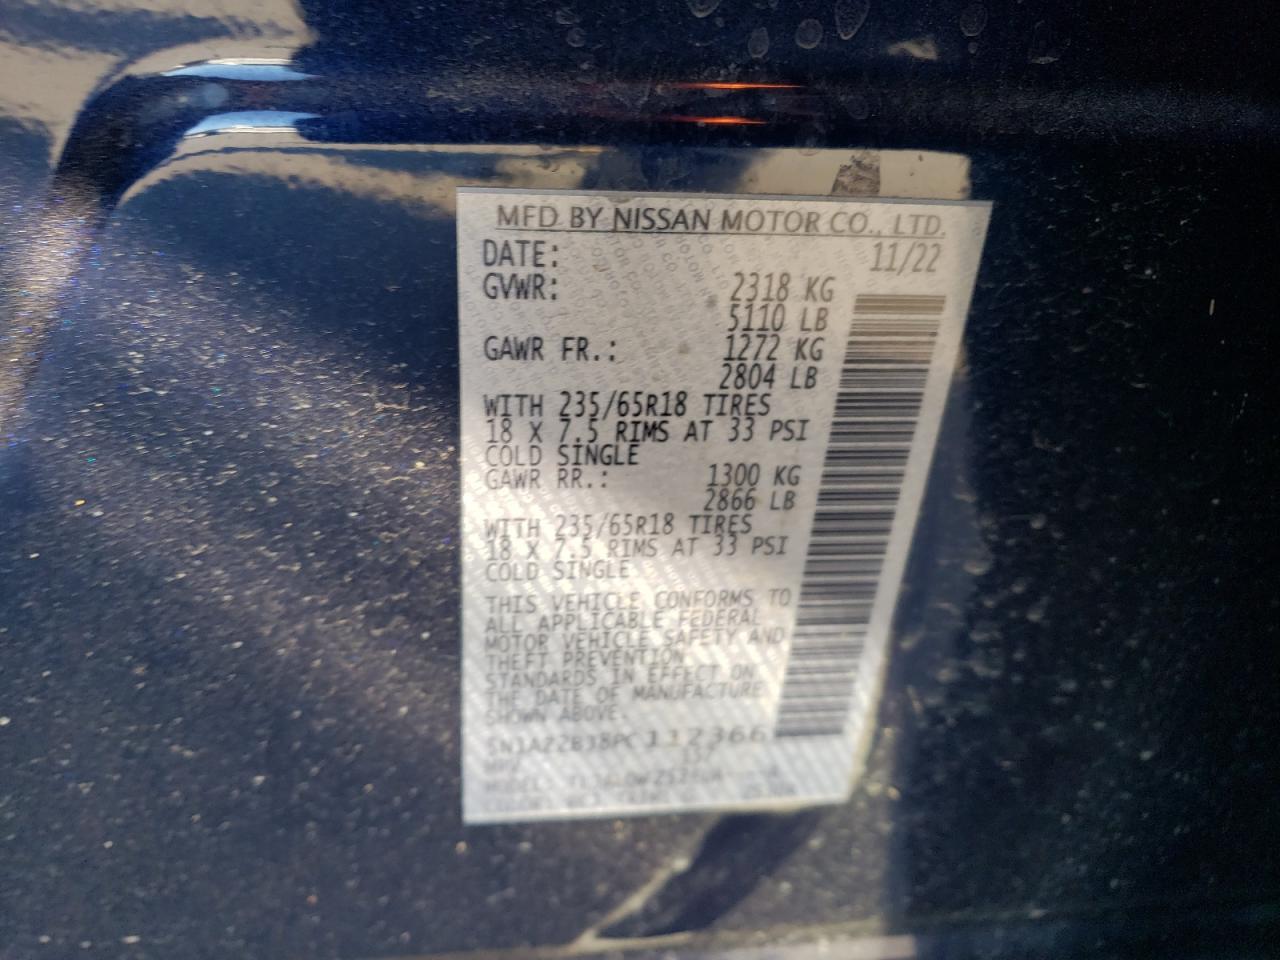 MFD BY NISSAN MOTOR CO., LTD.
DATE: 11/22
GVWR: 2318 KG
5110 LB
GAWR FR.: 1272 KG
2804 LB
WITH 235/65R18 TIRES
18 X 7.5 RIMS AT 33 PSI
COLD SINGLE
GAWR RR.: 1300 KG
2866 LB
WITH 235/65R18 TIRES
18 X 7.5 RIMS AT 33 PSI
COLD SINGLE
THIS VEHICLE CONFORMS TO
ALL APPLICABLE FEDERAL
MOTOR VEHICLE SAFETY AND
THEFT PREVENTION
STANDARDS IN EFFECT ON
THE DATE OF MANUFACTURE
SHOWN ABOVE.
MODEL: